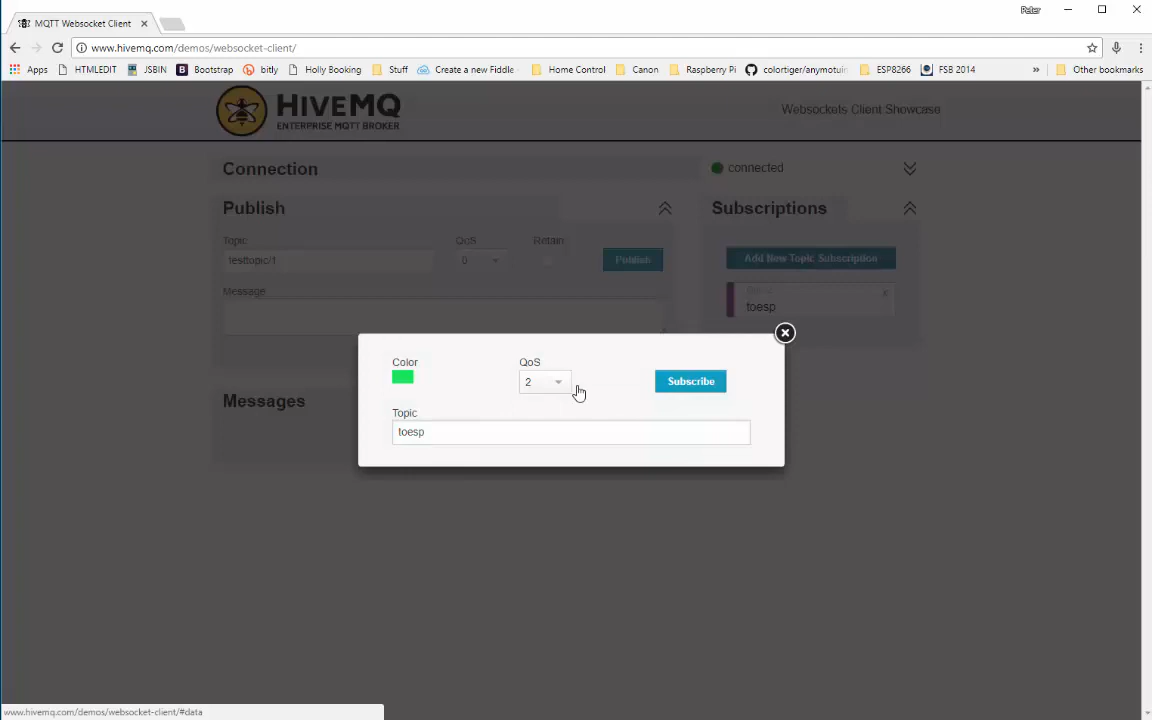 Peter
MQTT Websocket Client
www.hivemq.com/demos/websocket-client/
Apps HTMLEDIT JSBIN Bootstrap bitly Holly Booking Stuff Create a new Fiddle Home Control Canon Raspberry Pi colortiger/anymotuin ESP8266 FSB 2014 » Other bookmarks
HIVEMQ
ENTERPRISE MQTT BROKER
Websockets Client Showcase
Connection
connected
Publish
Subscriptions
Topic QoS Retain
testtopic/1 0 Publish
Add New Topic Subscription
Message
x
toesp
Color QoS
2 Subscribe
Topic
toesp
Messages
www.hivemq.com/demos/websocket-client/#data